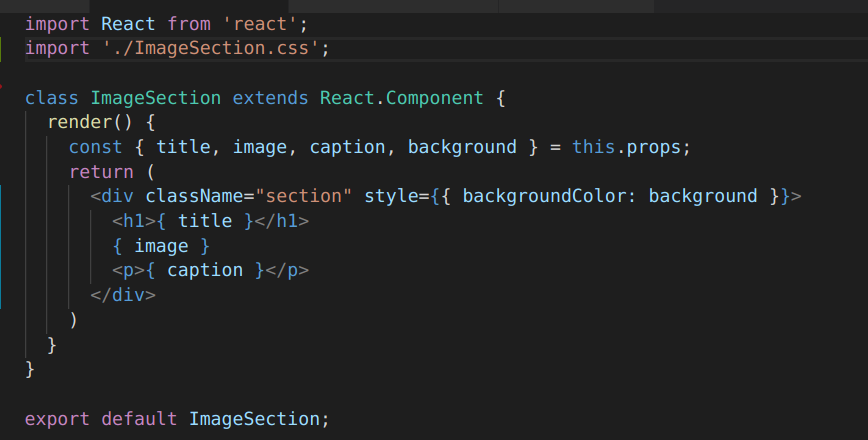 import React from 'react';
import './ImageSection.css';
class ImageSection extends React.Component {
render() {
const { title, image, caption, background } = this.props;
return (
<div className="section" style={{ backgroundColor: background }}>
<h1>{ title }</h1>
{ image }
<p>{ caption }</p>
</div>
)
}
}
export default ImageSection;